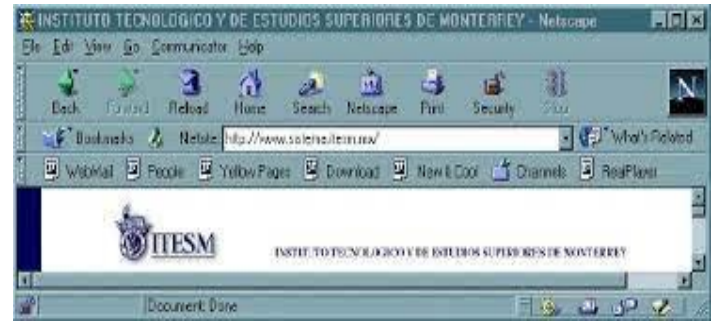 INSTITUTO TECNOLOGICO Y DE ESTUDIOS SUPERIORES DE MONTERREY - Netscape
File Edit View Go Communicator Help
Back Forward Reload Home Search Netscape Print Security Stop
Bookmarks Netsite: http://www.sistema.itesm.mx/ What's Related
WebMail People Yellow Pages Download New & Cool Channels RealPlayer
ITESM
INSTITUTO TECNOLOGICO Y DE ESTUDIOS SUPERIORES DE MONTERREY
Document: Done